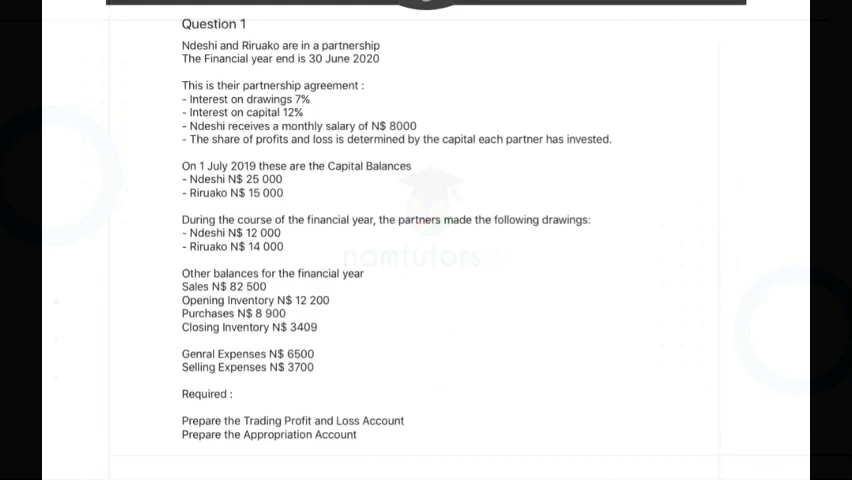 Question 1
Ndeshi and Riruako are in a partnership
The Financial year end is 30 June 2020
This is their partnership agreement :
- Interest on drawings 7%
- Interest on capital 12%
- Ndeshi receives a monthly salary of N$ 8000
- The share of profits and loss is determined by the capital each partner has invested.
On 1 July 2019 these are the Capital Balances
- Ndeshi N$ 25 000
- Riruako N$ 15 000
During the course of the financial year, the partners made the following drawings:
- Ndeshi N$ 12 000
- Riruako N$ 14 000
namtutors
Other balances for the financial year
Sales N$ 82 500
Opening Inventory N$ 12 200
Purchases N$ 8 900
Closing Inventory N$ 3409
Genral Expenses N$ 6500
Selling Expenses N$ 3700
Required :
Prepare the Trading Profit and Loss Account
Prepare the Appropriation Account